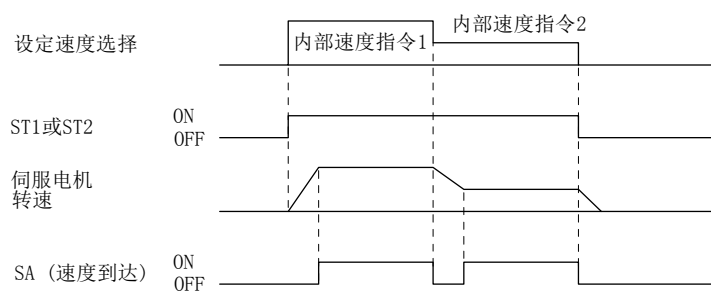 设定速度选择
内部速度指令1
内部速度指令2
ST1或ST2
ON
OFF
伺服电机
转速
SA (速度到达)
ON
OFF